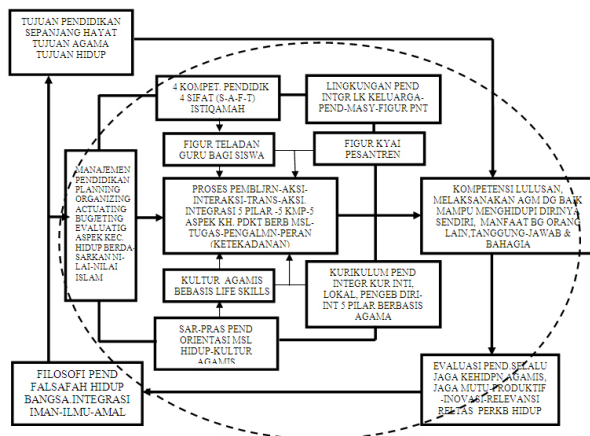 TUJUAN PENDIDIKAN
SEPANJANG HAYAT
TUJUAN AGAMA
TUJUAN HIDUP
4 KOMPET. PENDIDIK
4 SIFAT (S-A-F-T)
ISTIQAMAH
LINGKUNGAN PEND
INTGR LK KELUARGA-
PEND-MASY-FIGUR PNT
FIGUR TELADAN
GURU BAGI SISWA
FIGUR KYAI
PESANTREN
MANAJEMEN
PENDIDIKAN
PLANNING
ORGANIZING
ACTUATING
BUGJETING
EVALUATIG
ASPEK KEC.
HIDUP BERDA-
SARKAN NI-
LAI-NILAI
ISLAM
PROSES PEMBLJRN-AKSI-
INTERAKSI-TRANS-AKSI.
INTEGRASI 5 PILAR -5 KMP-5
ASPEK KH. PDKT BERB MSL-
TUGAS-PENGALMN-PERAN
(KETEKADANAN)
KOMPETENSI LULUSAN,
MELAKSANAKAN AGM DG BAIK
MAMPU MENGHIDUPI DIRINYA
SENDIRI, MANFAAT BG ORANG
LAIN,TANGGUNG-JAWAB &
BAHAGIA
KULTUR AGAMIS
BEBASIS LIFE SKILLS
KURIKULUM PEND
INTEGR KUR INTI,
LOKAL, PENGEB DIRI-
INT 5 PILAR BERBASIS
AGAMA
SAR-PRAS PEND
ORIENTASI MSL
HIDUP-KULTUR
AGAMIS
FILOSOFI PEND
FALSAFAH HIDUP
BANGSA.INTEGRASI
IMAN-ILMU-AMAL
EVALUASI PEND.SELALU
JAGA KEHIDPN,AGAMIS,
JAGA MUTU-PRODUKTIF
-INOVASI-RELEVANSI
RELTAS PERKB HIDUP